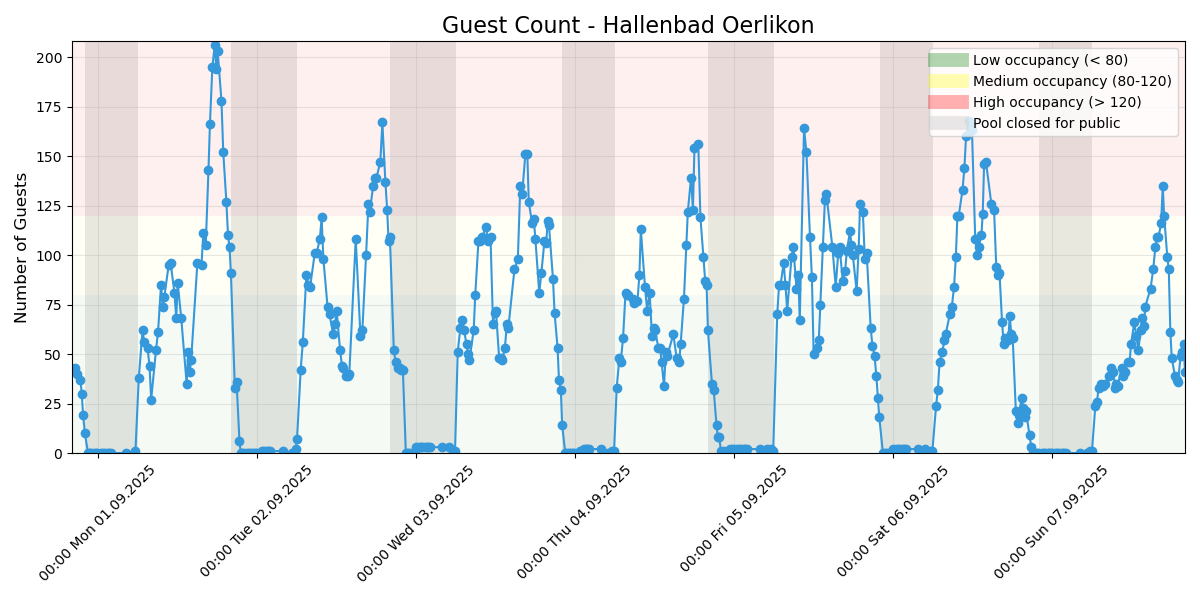 Guest Count - Hallenbad Oerlikon
Number of Guests
200
175
150
125
100
75
50
25
0
Low occupancy (< 80)
Medium occupancy (80-120)
High occupancy (> 120)
Pool closed for public
00:00 Mon 01.09.2025
00:00 Tue 02.09.2025
00:00 Wed 03.09.2025
00:00 Thu 04.09.2025
00:00 Fri 05.09.2025
00:00 Sat 06.09.2025
00:00 Sun 07.09.2025